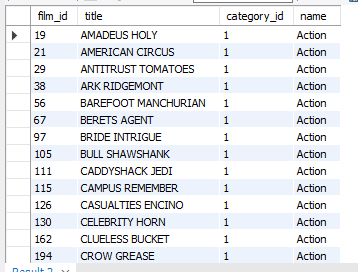 film_id title category_id name
19 AMADEUS HOLY 1 Action
21 AMERICAN CIRCUS 1 Action
29 ANTITRUST TOMATOES 1 Action
38 ARK RIDGEMONT 1 Action
56 BAREFOOT MANCHURIAN 1 Action
67 BERETS AGENT 1 Action
97 BRIDE INTRIGUE 1 Action
105 BULL SHAWSHANK 1 Action
111 CADDYSHACK JEDI 1 Action
115 CAMPUS REMEMBER 1 Action
126 CASUALTIES ENCINO 1 Action
130 CELEBRITY HORN 1 Action
162 CLUELESS BUCKET 1 Action
194 CROW GREASE 1 Action